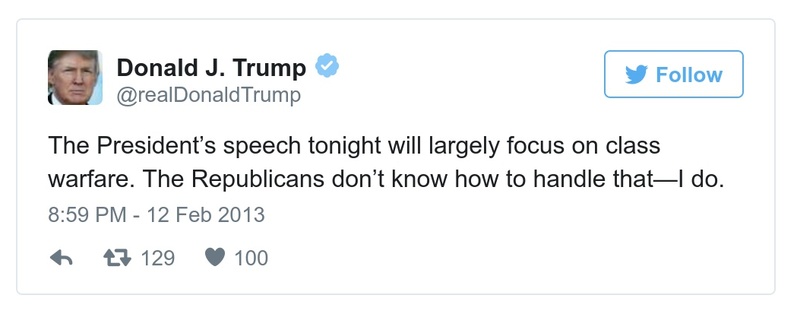 Donald J. Trump
@realDonaldTrump
Follow
The President’s speech tonight will largely focus on class
warfare. The Republicans don’t know how to handle that—I do.
8:59 PM - 12 Feb 2013
129 100